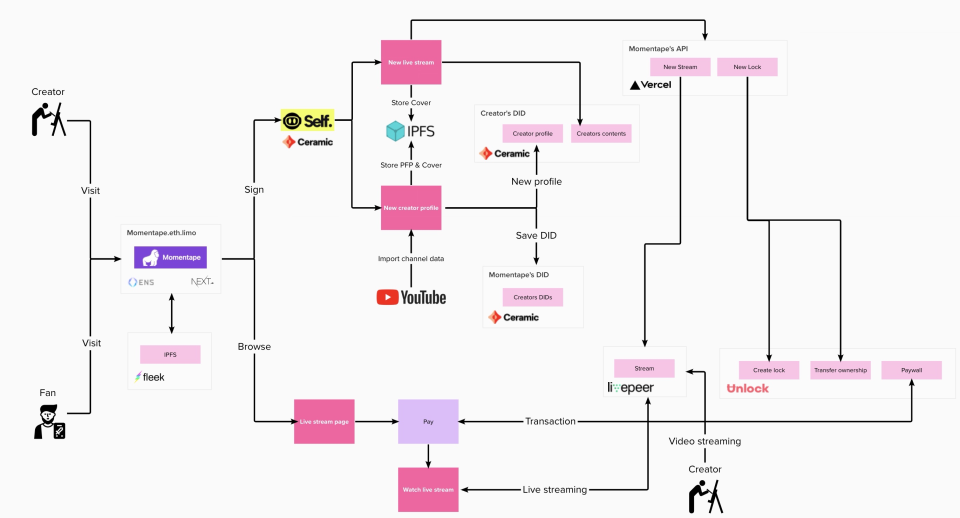 Creator
Visit
Visit
Fan
Momentape.eth.limo
Momentape
ENS
NEXT.JS
IPFS
fleek
Sign
Browse
Self.
Ceramic
New live stream
Store Cover
IPFS
Store PFP & Cover
New creator profile
Import channel data
YouTube
Creator's DID
Creator profile
Creators contents
Ceramic
New profile
Save DID
Momentape's DID
Creators DIDs
Ceramic
Momentape's API
New Stream
New Lock
Vercel
Stream
livepeer
Create lock
Transfer ownership
Paywall
Unlock
Live stream page
Pay
Transaction
Watch live stream
Live streaming
Video streaming
Creator